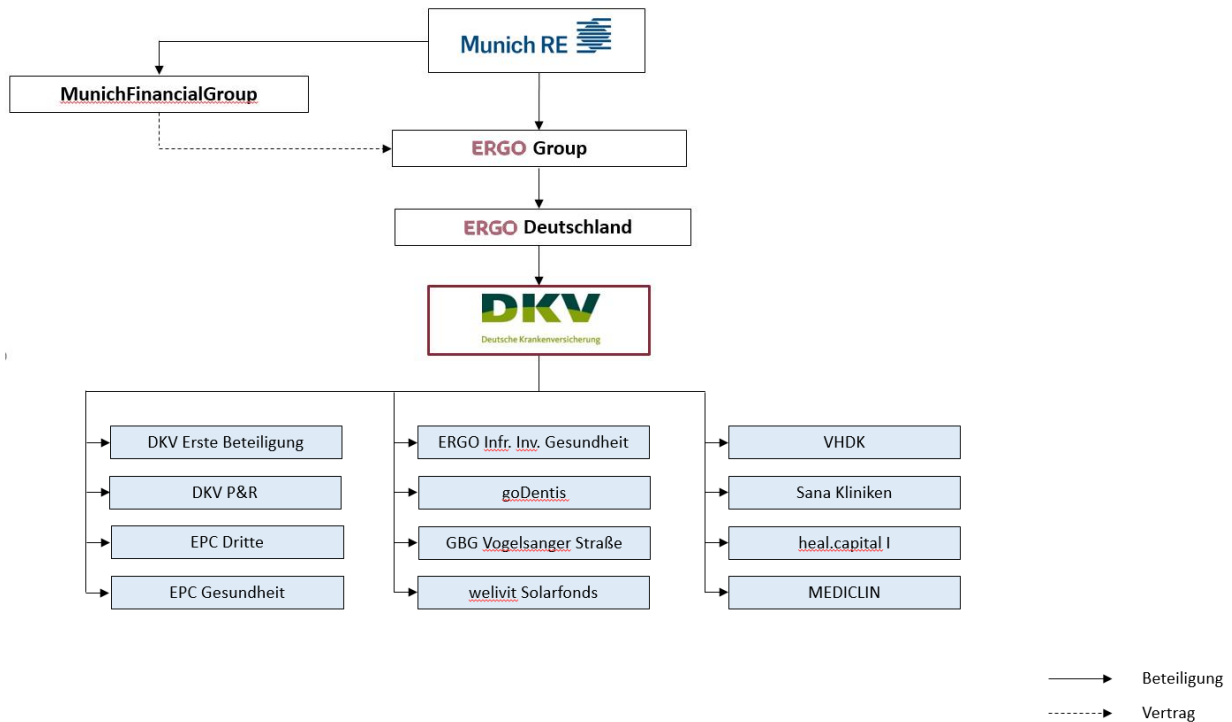 Munich RE
MunichFinancialGroup
ERGO Group
ERGO Deutschland
DKV
Deutsche Krankenversicherung
DKV Erste Beteiligung
ERGO Infr. Inv. Gesundheit
VHDK
DKV P&R
goDentis
Sana Kliniken
EPC Dritte
GBG Vogelsanger Straße
heal.capital I
EPC Gesundheit
welivit Solarfonds
MEDICLIN
Beteiligung
Vertrag